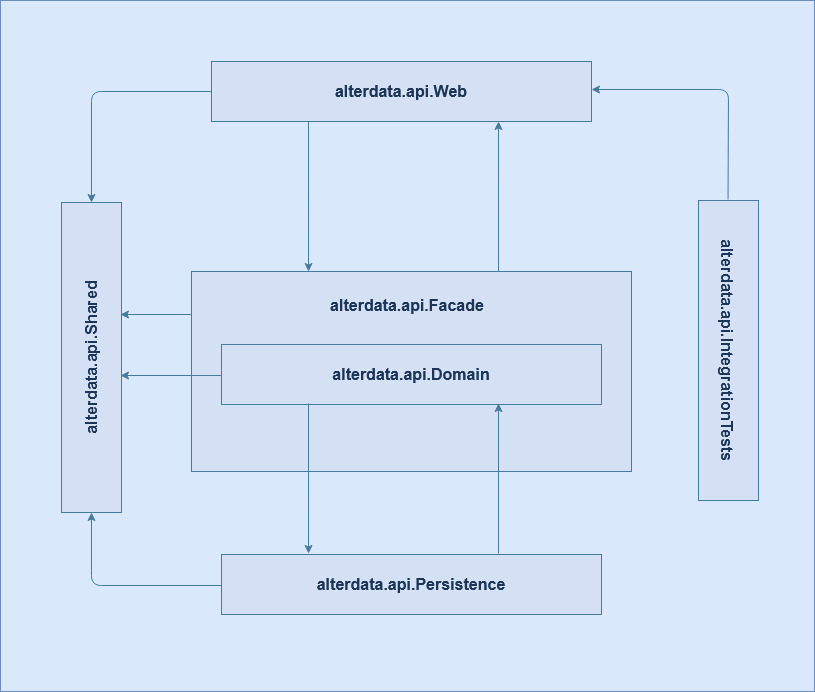 alterdata.api.Web
alterdata.api.Shared
alterdata.api.Facade
alterdata.api.Domain
alterdata.api.IntegrationTests
alterdata.api.Persistence